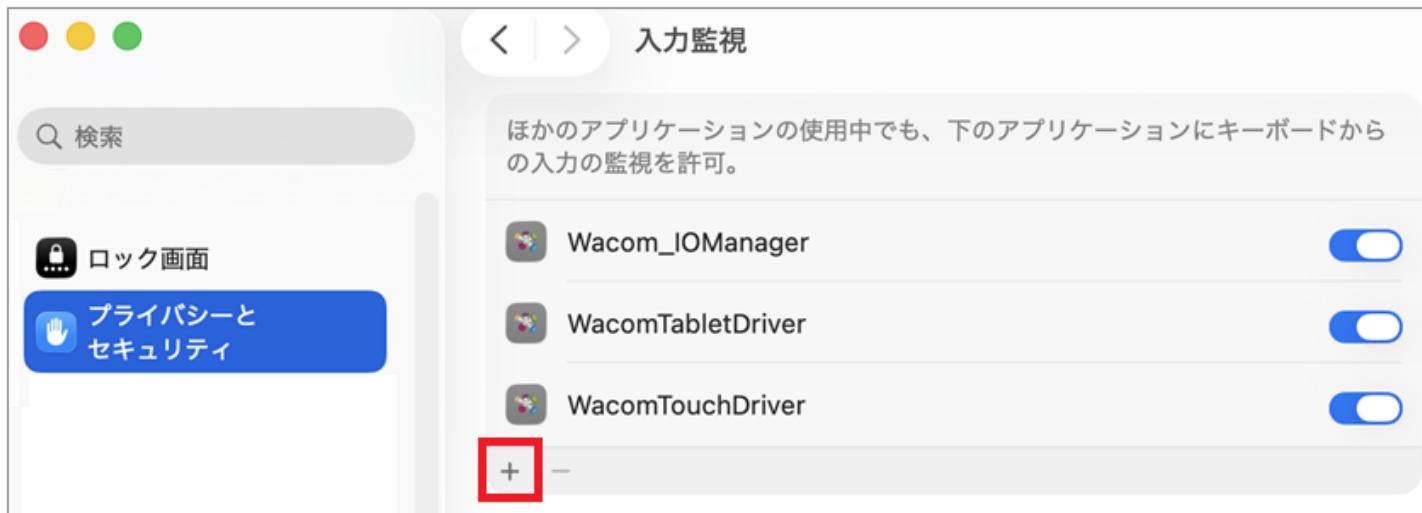 入力監視
検索
ほかのアプリケーションの使用中でも、下のアプリケーションにキーボードから
の入力の監視を許可。
ロック画面
プライバシーと
セキュリティ
Wacom_IOManager
WacomTabletDriver
WacomTouchDriver
+ −